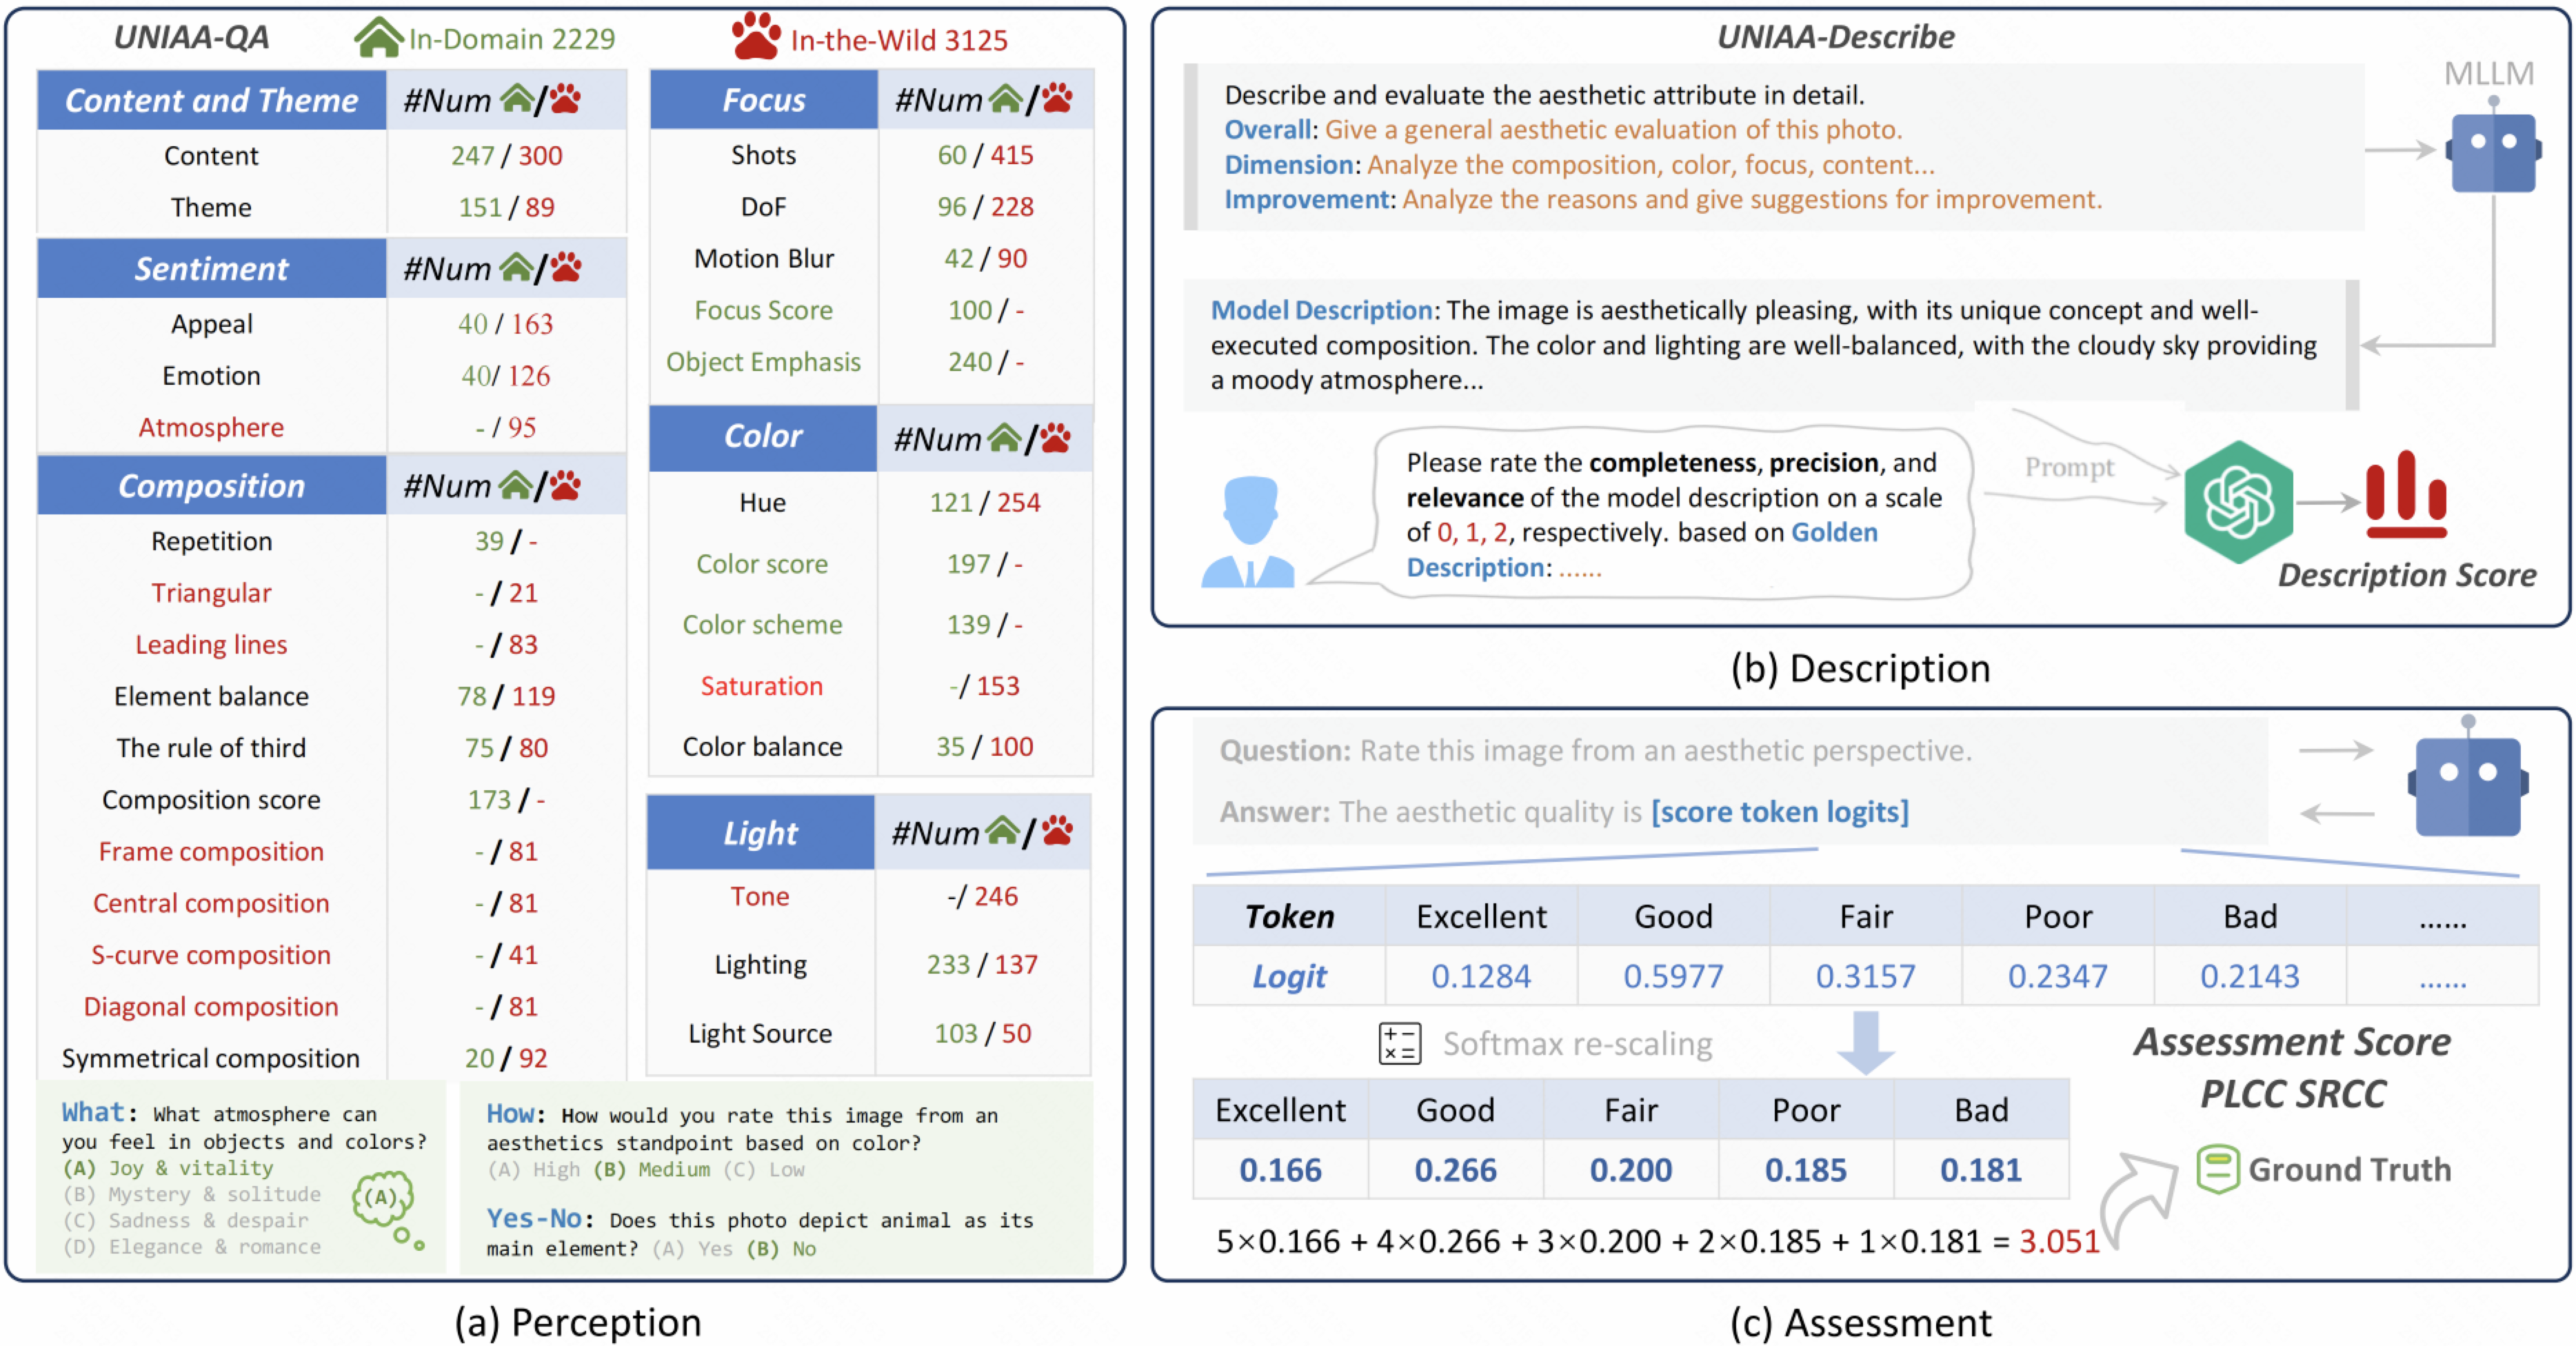 UNIAA-QA In-Domain 2229 In-the-Wild 3125
Content and Theme #Num /
Content 247 / 300
Theme 151 / 89
Sentiment #Num /
Appeal 40 / 163
Emotion 40/ 126
Atmosphere - / 95
Composition #Num /
Repetition 39 / -
Triangular - / 21
Leading lines - / 83
Element balance 78 / 119
The rule of third 75 / 80
Composition score 173 / -
Frame composition - / 81
Central composition - / 81
S-curve composition - / 41
Diagonal composition - / 81
Symmetrical composition 20 / 92
Focus #Num /
Shots 60 / 415
DoF 96 / 228
Motion Blur 42 / 90
Focus Score 100 / -
Object Emphasis 240 / -
Color #Num /
Hue 121 / 254
Color score 197 / -
Color scheme 139 / -
Saturation -/ 153
Color balance 35 / 100
Light #Num /
Tone -/ 246
Lighting 233 / 137
Light Source 103 / 50
What: What atmosphere can
you feel in objects and colors?
(A) Joy & vitality
(B) Mystery & solitude
(C) Sadness & despair
(D) Elegance & romance
(A)
How: How would you rate this image from an
aesthetics standpoint based on color?
(A) High (B) Medium (C) Low
Yes-No: Does this photo depict animal as its
main element? (A) Yes (B) No
(a) Perception
UNIAA-Describe
MLLM
Describe and evaluate the aesthetic attribute in detail.
Overall: Give a general aesthetic evaluation of this photo.
Dimension: Analyze the composition, color, focus, content...
Improvement: Analyze the reasons and give suggestions for improvement.
Model Description: The image is aesthetically pleasing, with its unique concept and well-
executed composition. The color and lighting are well-balanced, with the cloudy sky providing
a moody atmosphere...
Please rate the completeness, precision, and
relevance of the model description on a scale
of 0, 1, 2, respectively. based on Golden
Description: ......
Prompt
Description Score
(b) Description
Question: Rate this image from an aesthetic perspective.
Answer: The aesthetic quality is [score token logits]
Token Excellent Good Fair Poor Bad ......
Logit 0.1284 0.5977 0.3157 0.2347 0.2143 ......
Softmax re-scaling
Excellent Good Fair Poor Bad
0.166 0.266 0.200 0.185 0.181
5×0.166 + 4×0.266 + 3×0.200 + 2×0.185 + 1×0.181 = 3.051
Assessment Score
PLCC SRCC
Ground Truth
(c) Assessment